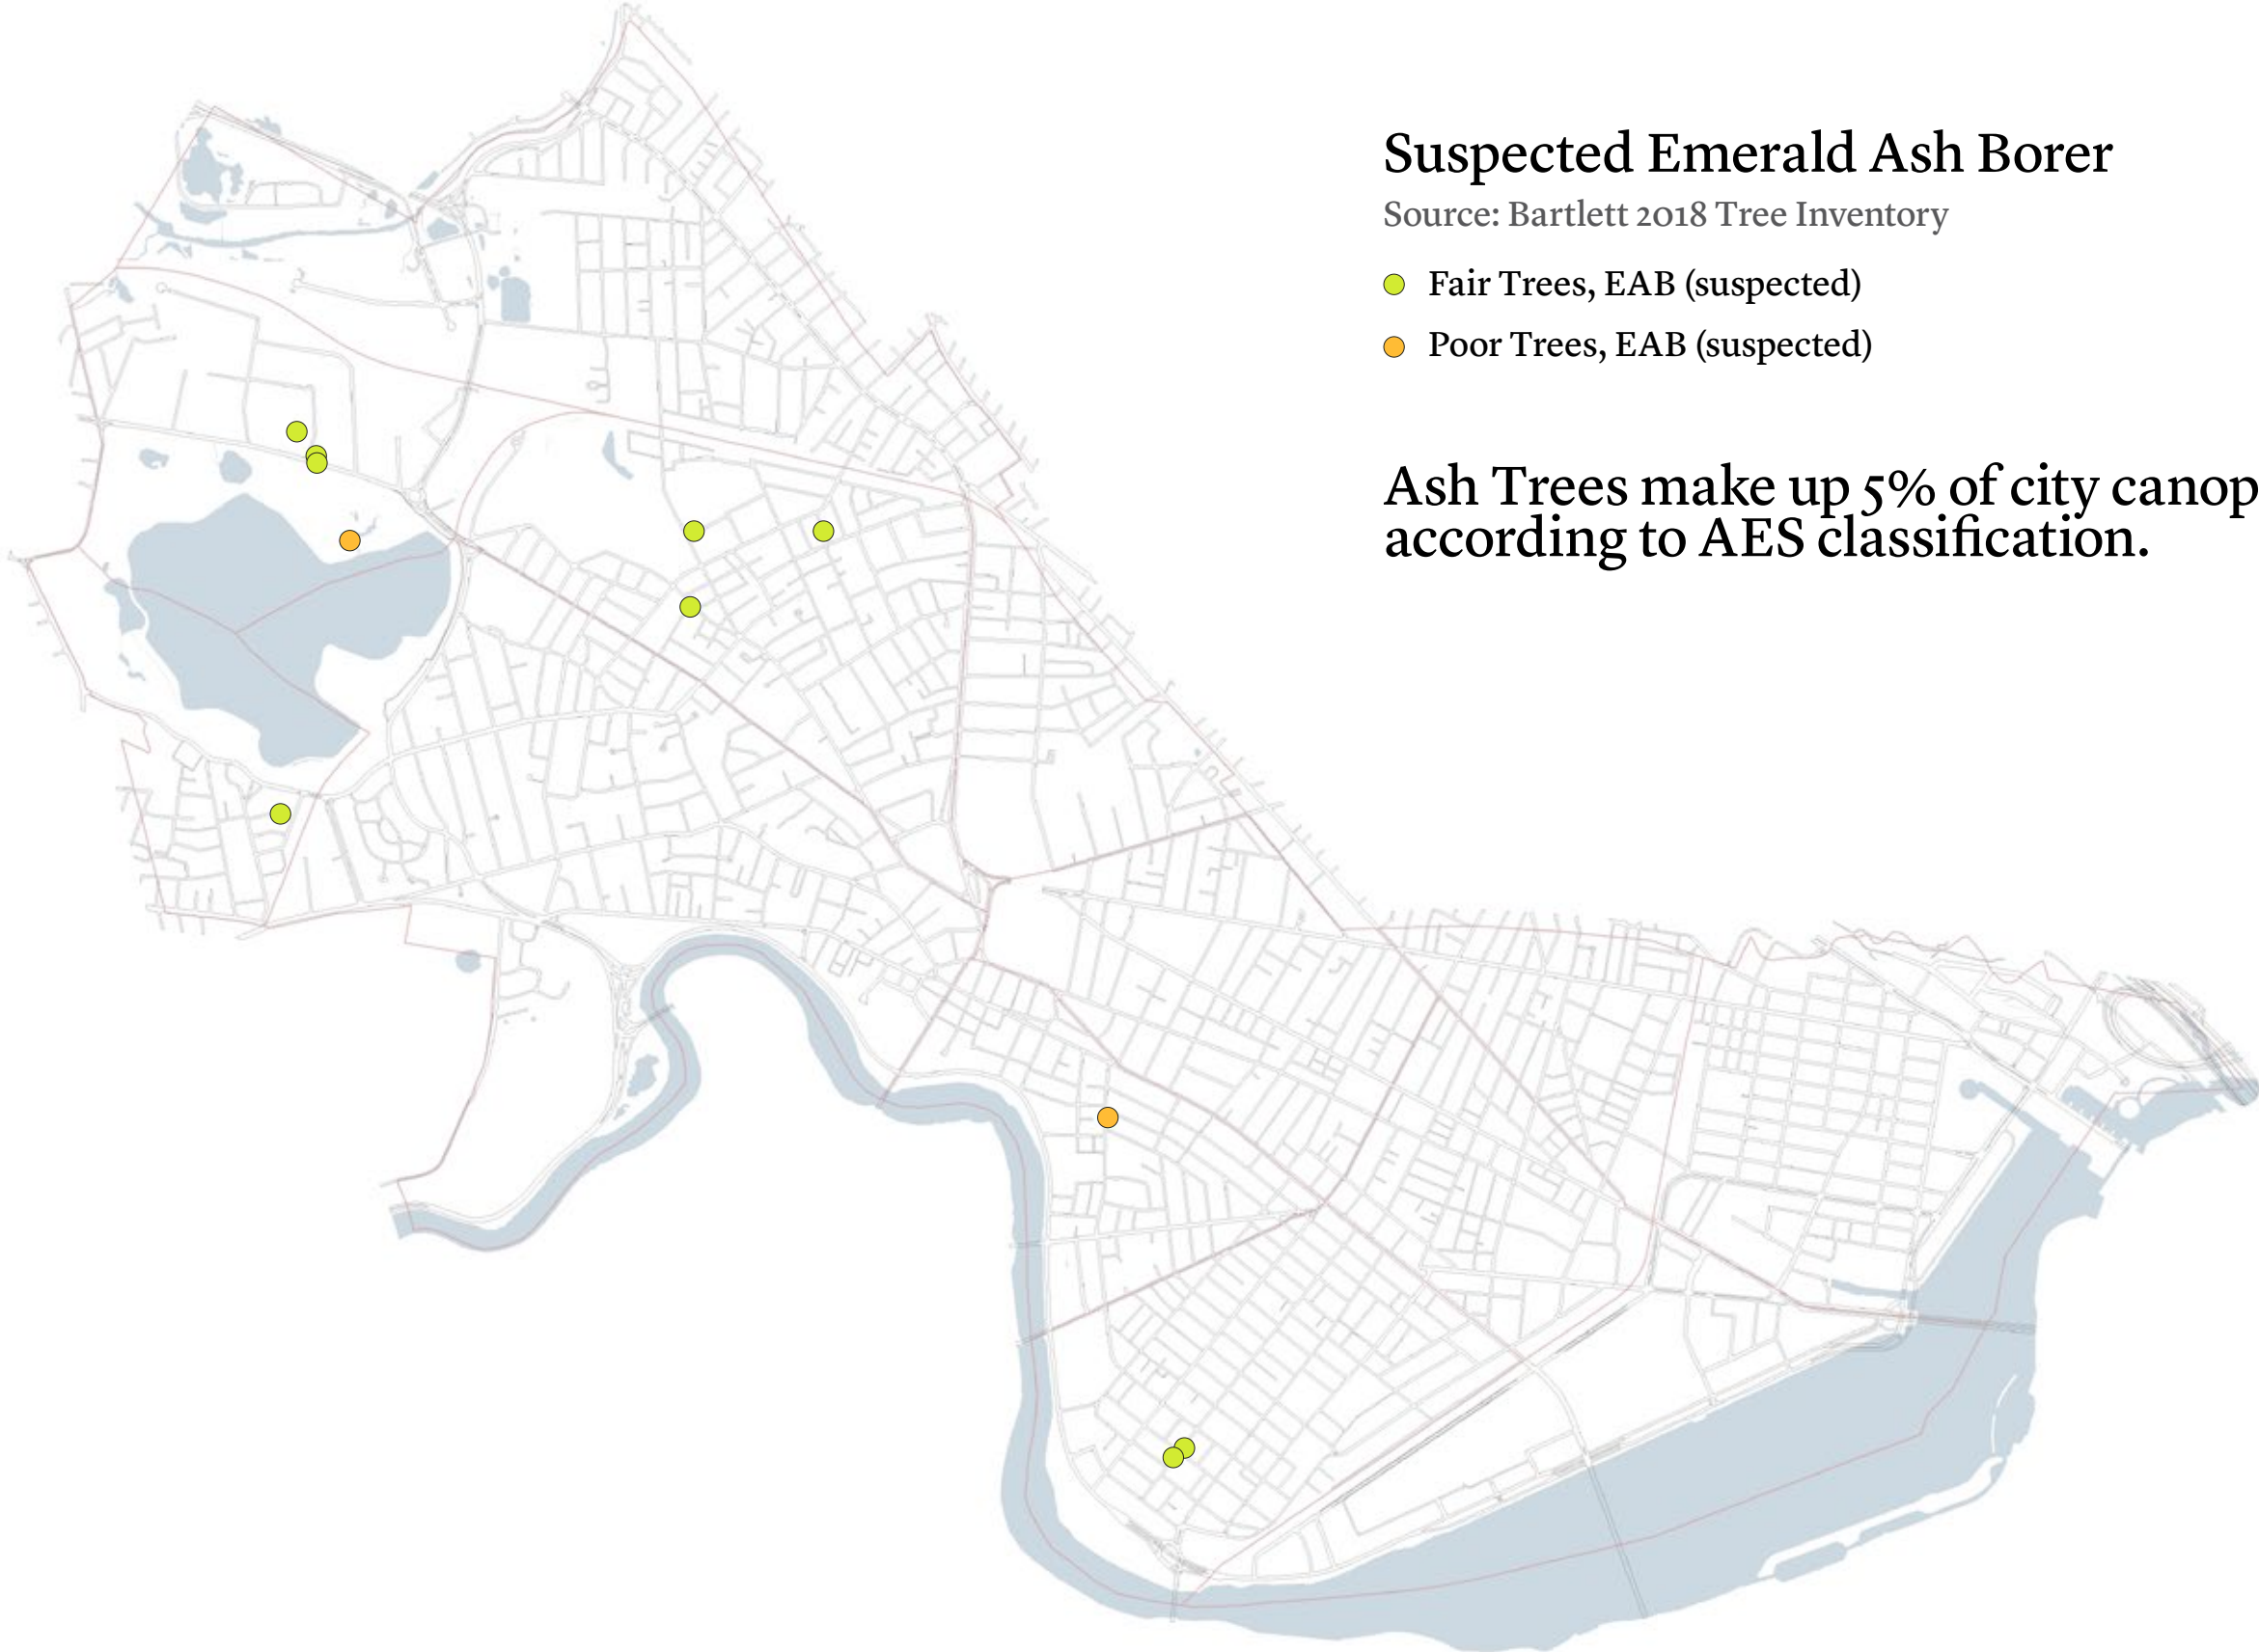 Suspected Emerald Ash Borer
Source: Bartlett 2018 Tree Inventory
Fair Trees, EAB (suspected)
Poor Trees, EAB (suspected)
Ash Trees make up 5% of city canop
according to AES classification.